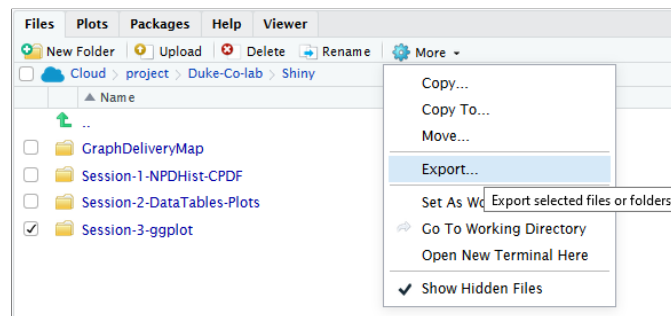 Files Plots Packages Help Viewer
New Folder Upload Delete Rename More
Cloud > project > Duke-Co-lab > Shiny
Name
..
GraphDeliveryMap
Session-1-NPDHist-CPDF
Session-2-DataTables-Plots
Session-3-ggplot
Copy...
Copy To...
Move...
Export...
Set As Wo
Export selected files or folders
Go To Working Directory
Open New Terminal Here
Show Hidden Files